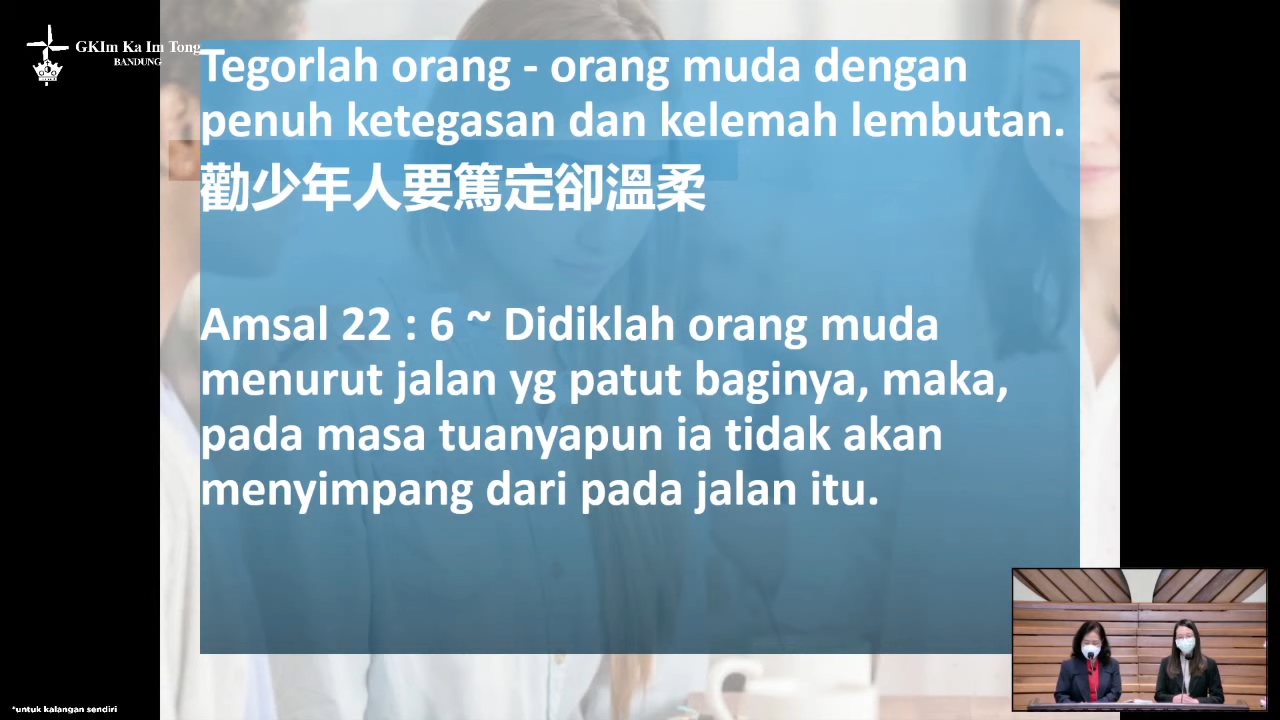 GKIm Ka Im Tong
BANDUNG
Tegorlah orang - orang muda dengan
penuh ketegasan dan kelemah lembutan.
勸少年人要篤定卻溫柔
Amsal 22 : 6 ~ Didiklah orang muda
menurut jalan yg patut baginya, maka,
pada masa tuanyapun ia tidak akan
menyimpang dari pada jalan itu.
*untuk kalangan sendiri